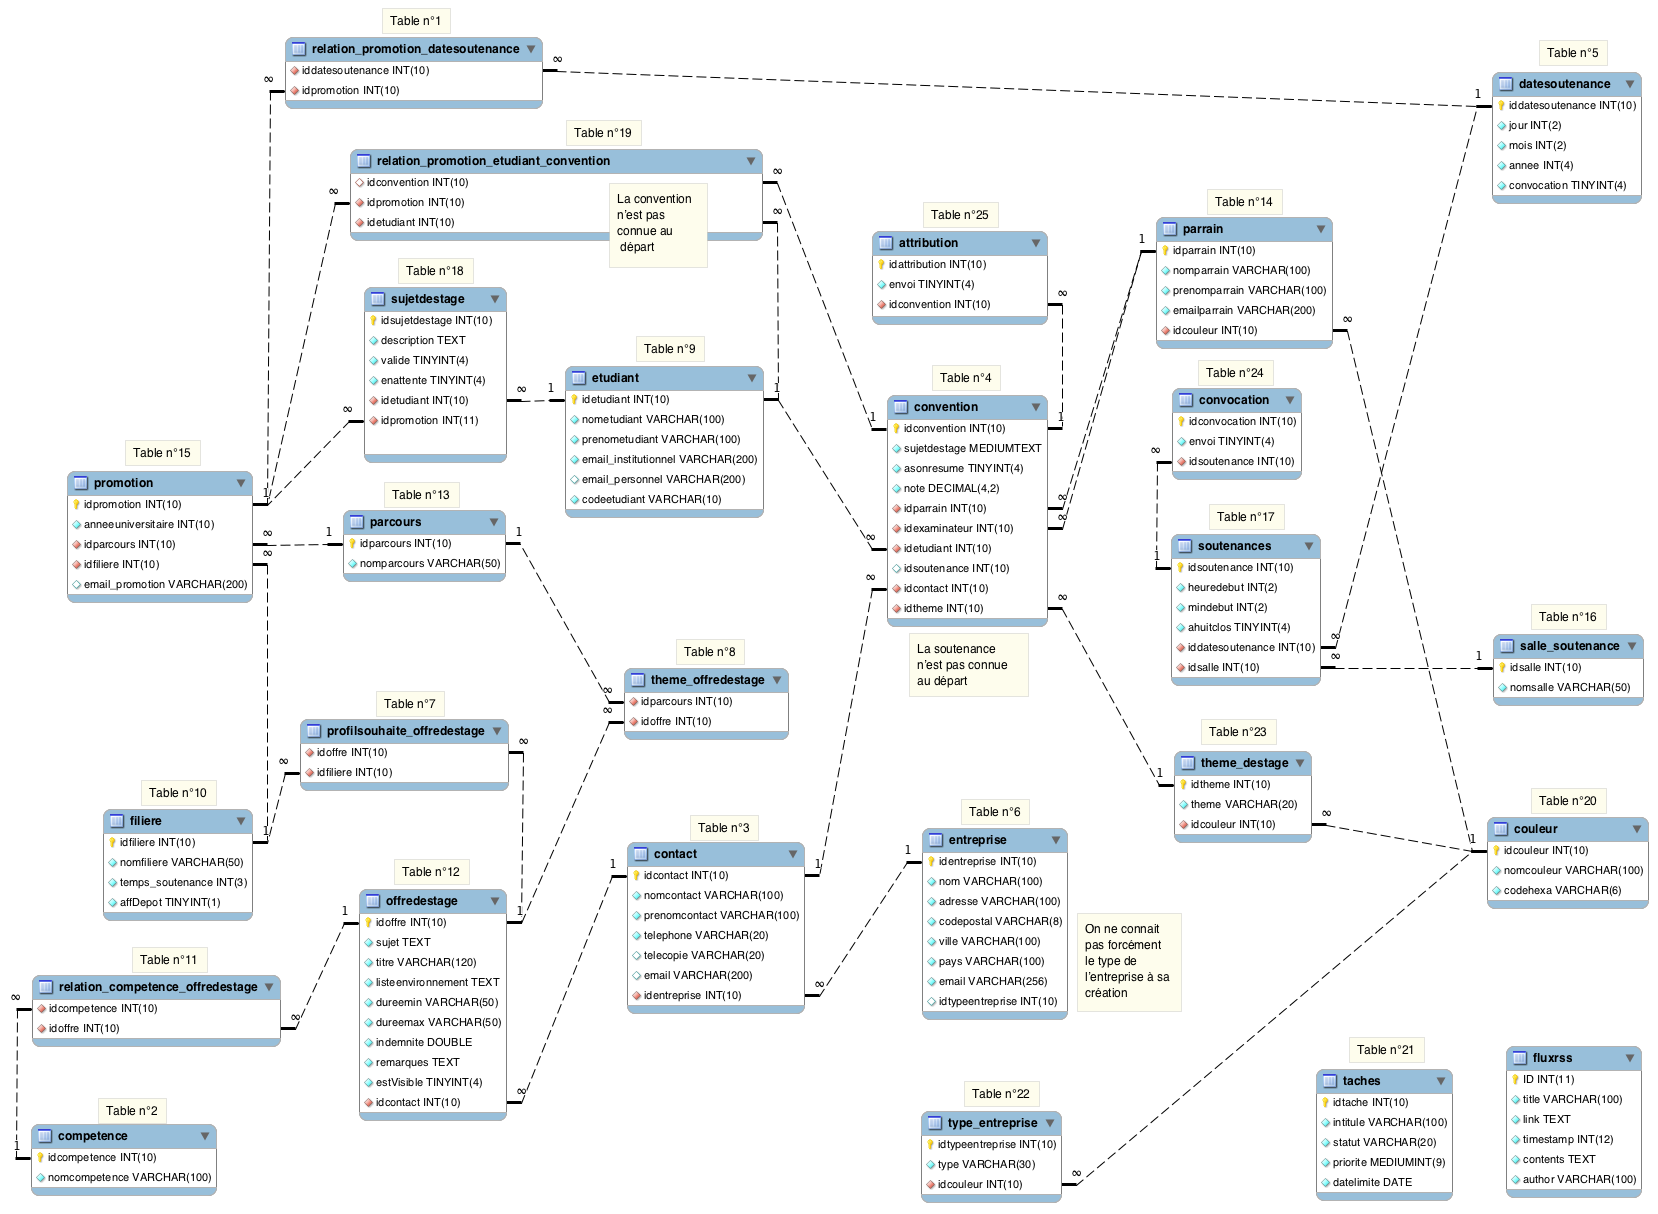 Table n°1
relation_promotion_datesoutenance
iddatesoutenance INT(10)
idpromotion INT(10)
∞
∞
Table n°5
datesoutenance
iddatesoutenance INT(10)
jour INT(2)
mois INT(2)
annee INT(4)
convocation TINYINT(4)
1
Table n°19
relation_promotion_etudiant_convention
idconvention INT(10)
idpromotion INT(10)
idetudiant INT(10)
∞
∞
∞
La convention
n'est pas
connue au
départ
Table n°25
attribution
idattribution INT(10)
envoi TINYINT(4)
idconvention INT(10)
∞
Table n°14
parrain
idparrain INT(10)
nomparrain VARCHAR(100)
prenomparrain VARCHAR(100)
emailparrain VARCHAR(200)
idcouleur INT(10)
1
∞
Table n°18
sujetdestage
idsujetdestage INT(10)
description TEXT
valide TINYINT(4)
enattente TINYINT(4)
idetudiant INT(10)
idpromotion INT(11)
∞
∞
Table n°9
etudiant
idetudiant INT(10)
nometudiant VARCHAR(100)
prenometudiant VARCHAR(100)
email_institutionnel VARCHAR(200)
email_personnel VARCHAR(200)
codeetudiant VARCHAR(10)
1
1
Table n°4
convention
idconvention INT(10)
sujetdestage MEDIUMTEXT
asonresume TINYINT(4)
note DECIMAL(4,2)
idparrain INT(10)
idexaminateur INT(10)
idetudiant INT(10)
idsoutenance INT(10)
idcontact INT(10)
idtheme INT(10)
1
1
∞
∞
∞
∞
∞
La soutenance
n'est pas connue
au départ
Table n°24
convocation
idconvocation INT(10)
envoi TINYINT(4)
idsoutenance INT(10)
∞
Table n°15
promotion
idpromotion INT(10)
anneeuniversitaire INT(10)
idparcours INT(10)
idfiliere INT(10)
email_promotion VARCHAR(200)
1
∞
∞
Table n°13
parcours
idparcours INT(10)
nomparcours VARCHAR(50)
1
1
Table n°17
soutenances
idsoutenance INT(10)
heuredebut INT(2)
mindebut INT(2)
ahuitclos TINYINT(4)
iddatesoutenance INT(10)
idsalle INT(10)
1
∞
∞
Table n°16
salle_soutenance
idsalle INT(10)
nomsalle VARCHAR(50)
1
Table n°8
theme_offredestage
idparcours INT(10)
idoffre INT(10)
∞
∞
Table n°7
profilsouhaite_offredestage
idoffre INT(10)
idfiliere INT(10)
∞
∞
Table n°23
theme_destage
idtheme INT(10)
theme VARCHAR(20)
idcouleur INT(10)
1
∞
Table n°10
filiere
idfiliere INT(10)
nomfiliere VARCHAR(50)
temps_soutenance INT(3)
affDepot TINYINT(1)
1
Table n°3
contact
idcontact INT(10)
nomcontact VARCHAR(100)
prenomcontact VARCHAR(100)
telephone VARCHAR(20)
telecopie VARCHAR(20)
email VARCHAR(200)
identreprise INT(10)
1
1
∞
Table n°6
entreprise
identreprise INT(10)
nom VARCHAR(100)
adresse VARCHAR(100)
codepostal VARCHAR(8)
ville VARCHAR(100)
pays VARCHAR(100)
email VARCHAR(256)
idtypeentreprise INT(10)
1
On ne connait
pas forcément
le type de
l'entreprise à sa
création
Table n°20
couleur
idcouleur INT(10)
nomcouleur VARCHAR(100)
codehexa VARCHAR(6)
1
Table n°12
offredestage
idoffre INT(10)
sujet TEXT
titre VARCHAR(120)
listeenvironnement TEXT
dureemin VARCHAR(50)
dureemax VARCHAR(50)
indemnite DOUBLE
remarques TEXT
estVisible TINYINT(4)
idcontact INT(10)
1
1
∞
Table n°11
relation_competence_offredestage
idcompetence INT(10)
idoffre INT(10)
∞
∞
Table n°2
competence
idcompetence INT(10)
nomcompetence VARCHAR(100)
1
Table n°22
type_entreprise
idtypeentreprise INT(10)
type VARCHAR(30)
idcouleur INT(10)
∞
Table n°21
taches
idtache INT(10)
intitule VARCHAR(100)
statut VARCHAR(20)
priorite MEDIUMINT(9)
datelimite DATE
fluxrss
ID INT(11)
title VARCHAR(100)
link TEXT
timestamp INT(12)
contents TEXT
author VARCHAR(100)